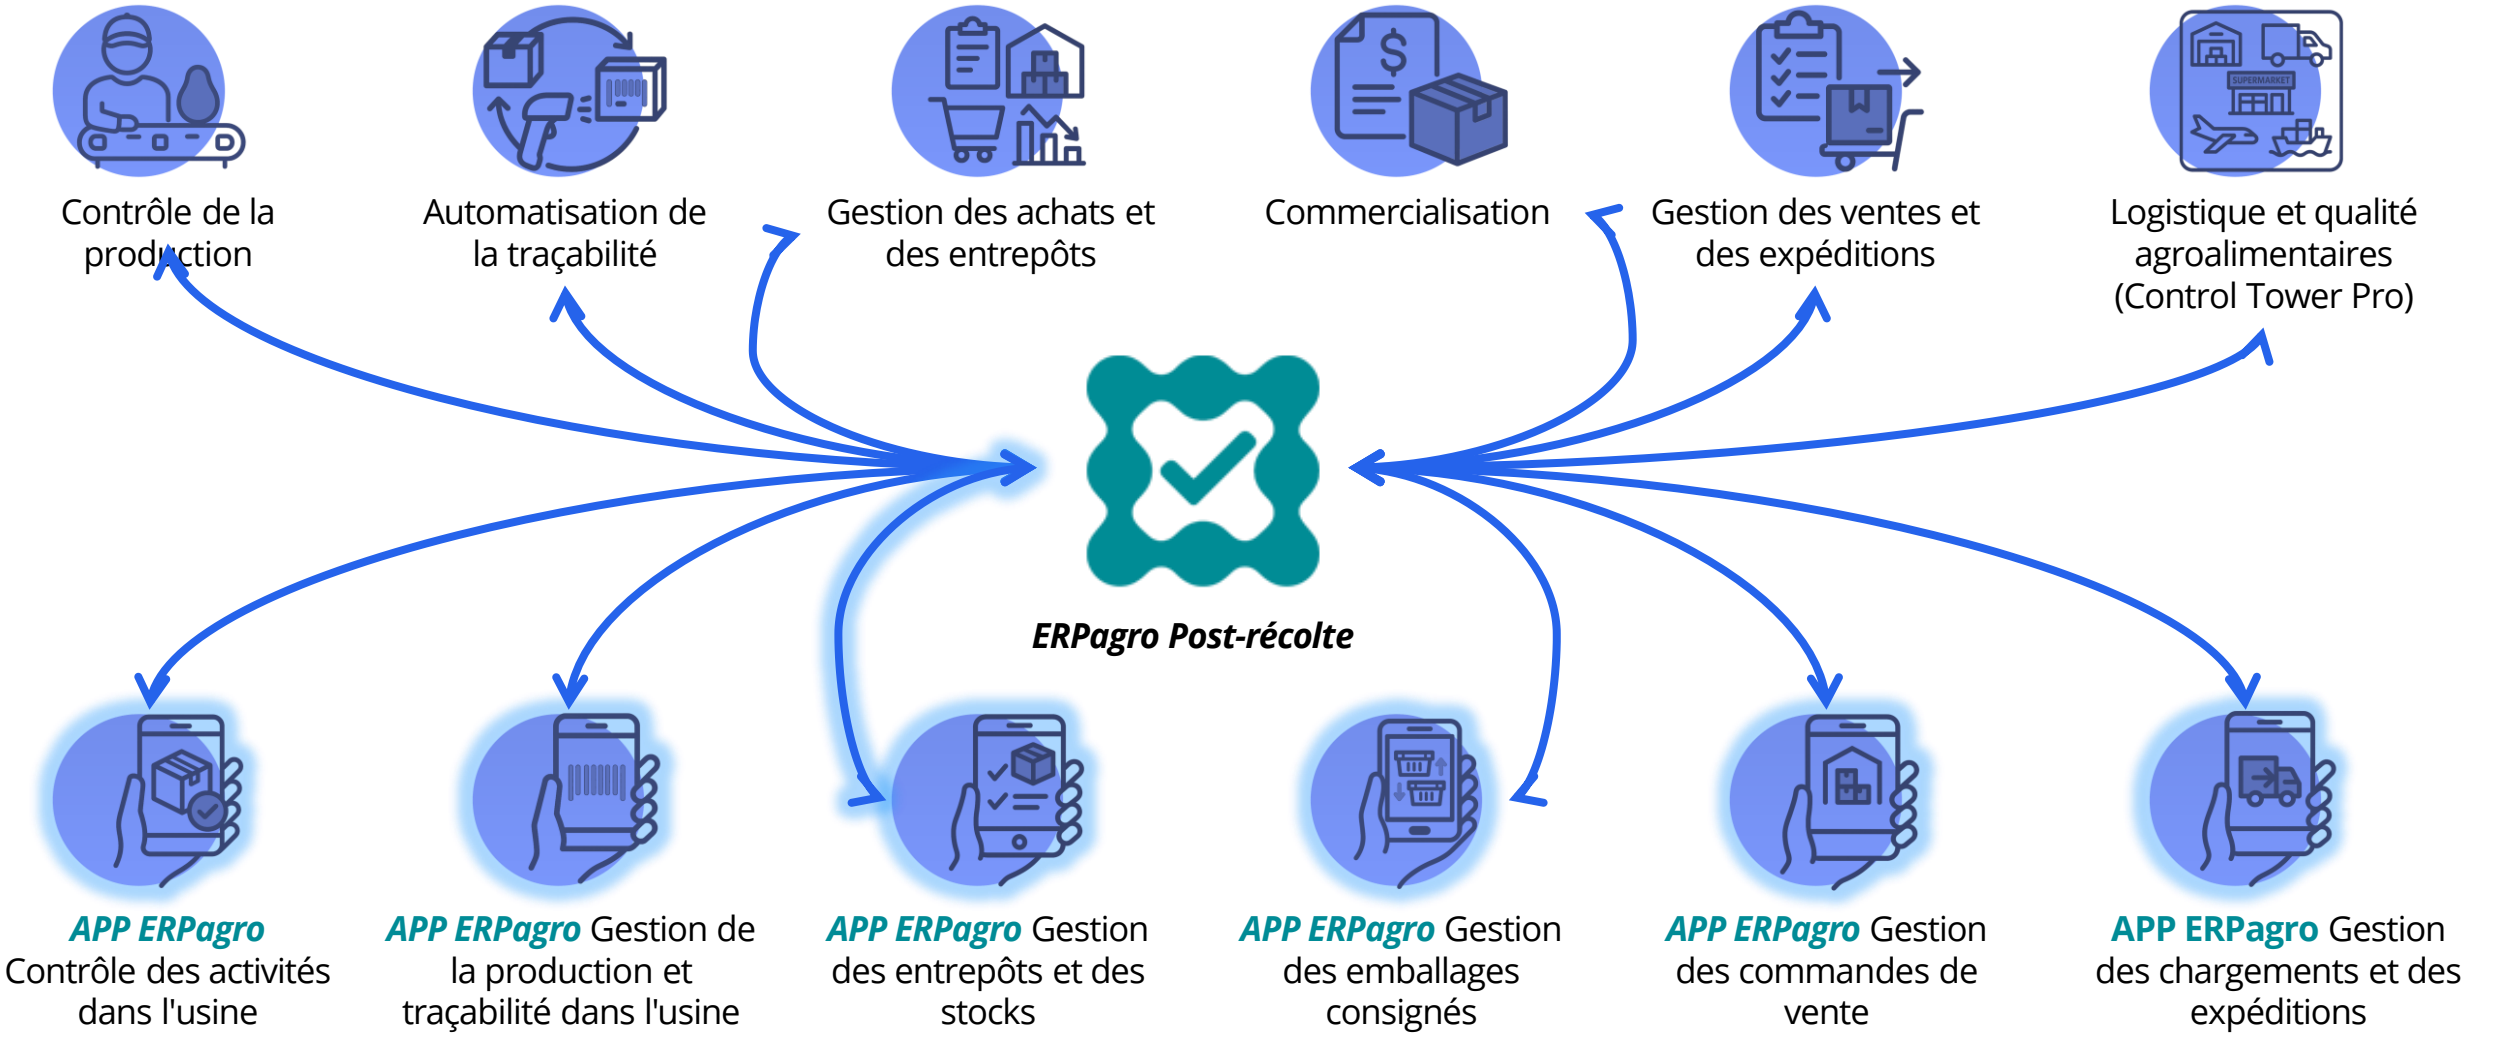 Contrôle de la
production
Automatisation de
la traçabilité
Gestion des achats et
des entrepôts
Commercialisation
Gestion des ventes et
des expéditions
SUPERMARKET
Logistique et qualité
agroalimentaires
(Control Tower Pro)
ERPagro Post-récolte
APP ERPagro
Contrôle des activités
dans l'usine
APP ERPagro Gestion de
la production et
traçabilité dans l'usine
APP ERPagro Gestion
des entrepôts et des
stocks
APP ERPagro Gestion
des emballages
consignés
APP ERPagro Gestion
des commandes de
vente
APP ERPagro Gestion
des chargements et des
expéditions